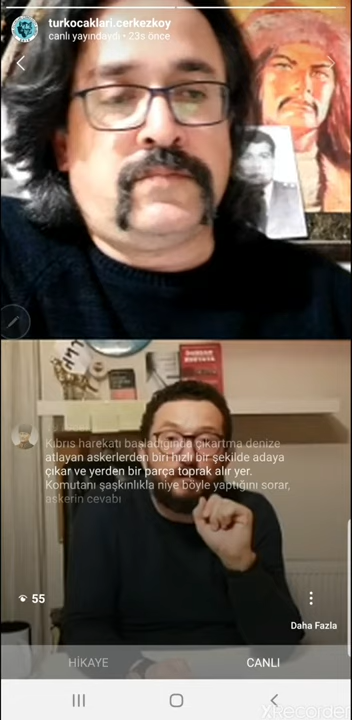 turkocaklari.cerkezkoy
canlı yayındaydı • 23s önce
Kıbrıs harekatı başladığında çıkartma denize
atlayan askerlerden biri hızlı bir şekilde adaya
çıkar ve yerden bir parça toprak alır yer.
Komutanı şaşkınlıkla niye böyle yaptığını sorar,
askerin cevabı
55
Daha Fazla
HİKAYE
CANLI
XRecorder